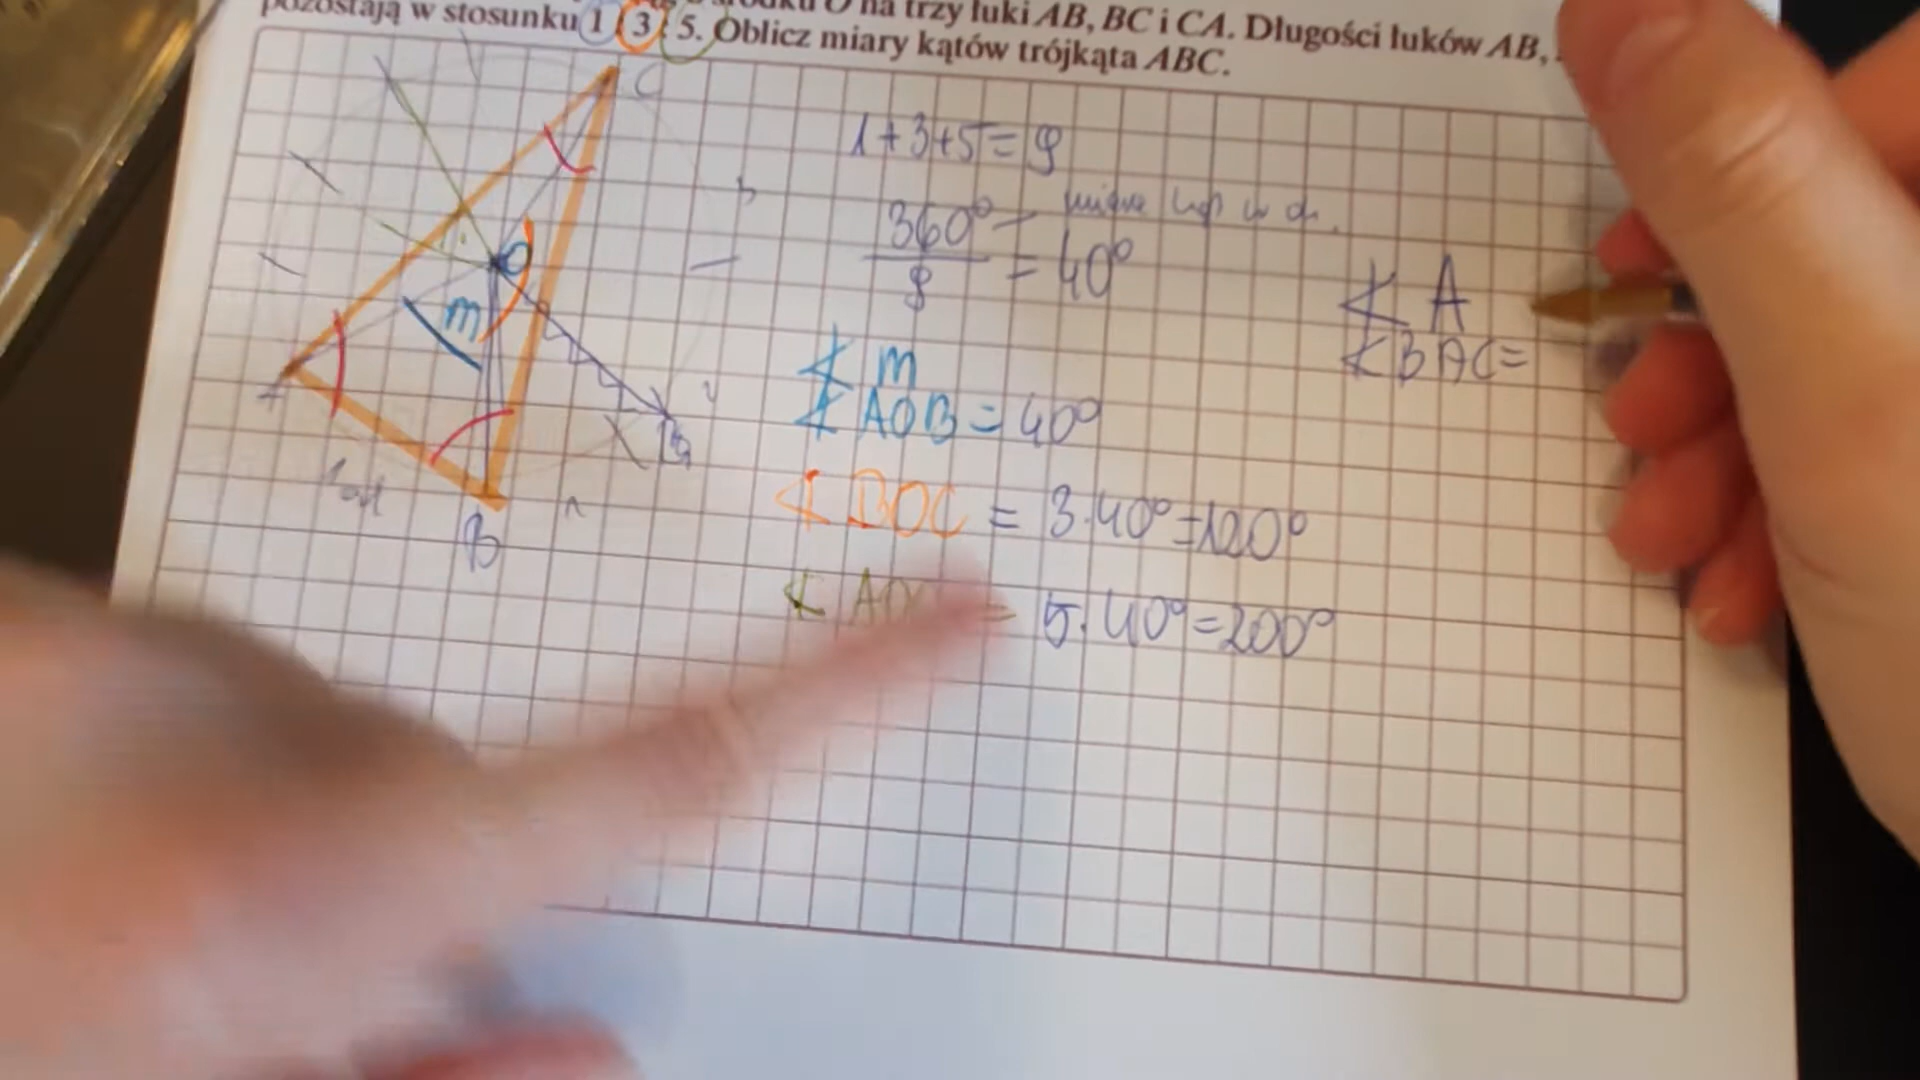 pozostają w stosunku 1 : 3 : 5. Oblicz miary kątów trójkąta ABC.
O na trzy łuki AB, BC i CA. Długości łuków AB,
C
1+3+5=9
360° —
9
= 40°
O
m
A
B
∢ A
∢ BAC=
∢ m
∢ AOB = 40°
∢ BOC = 3·40°=120°
= 5·40°=200°